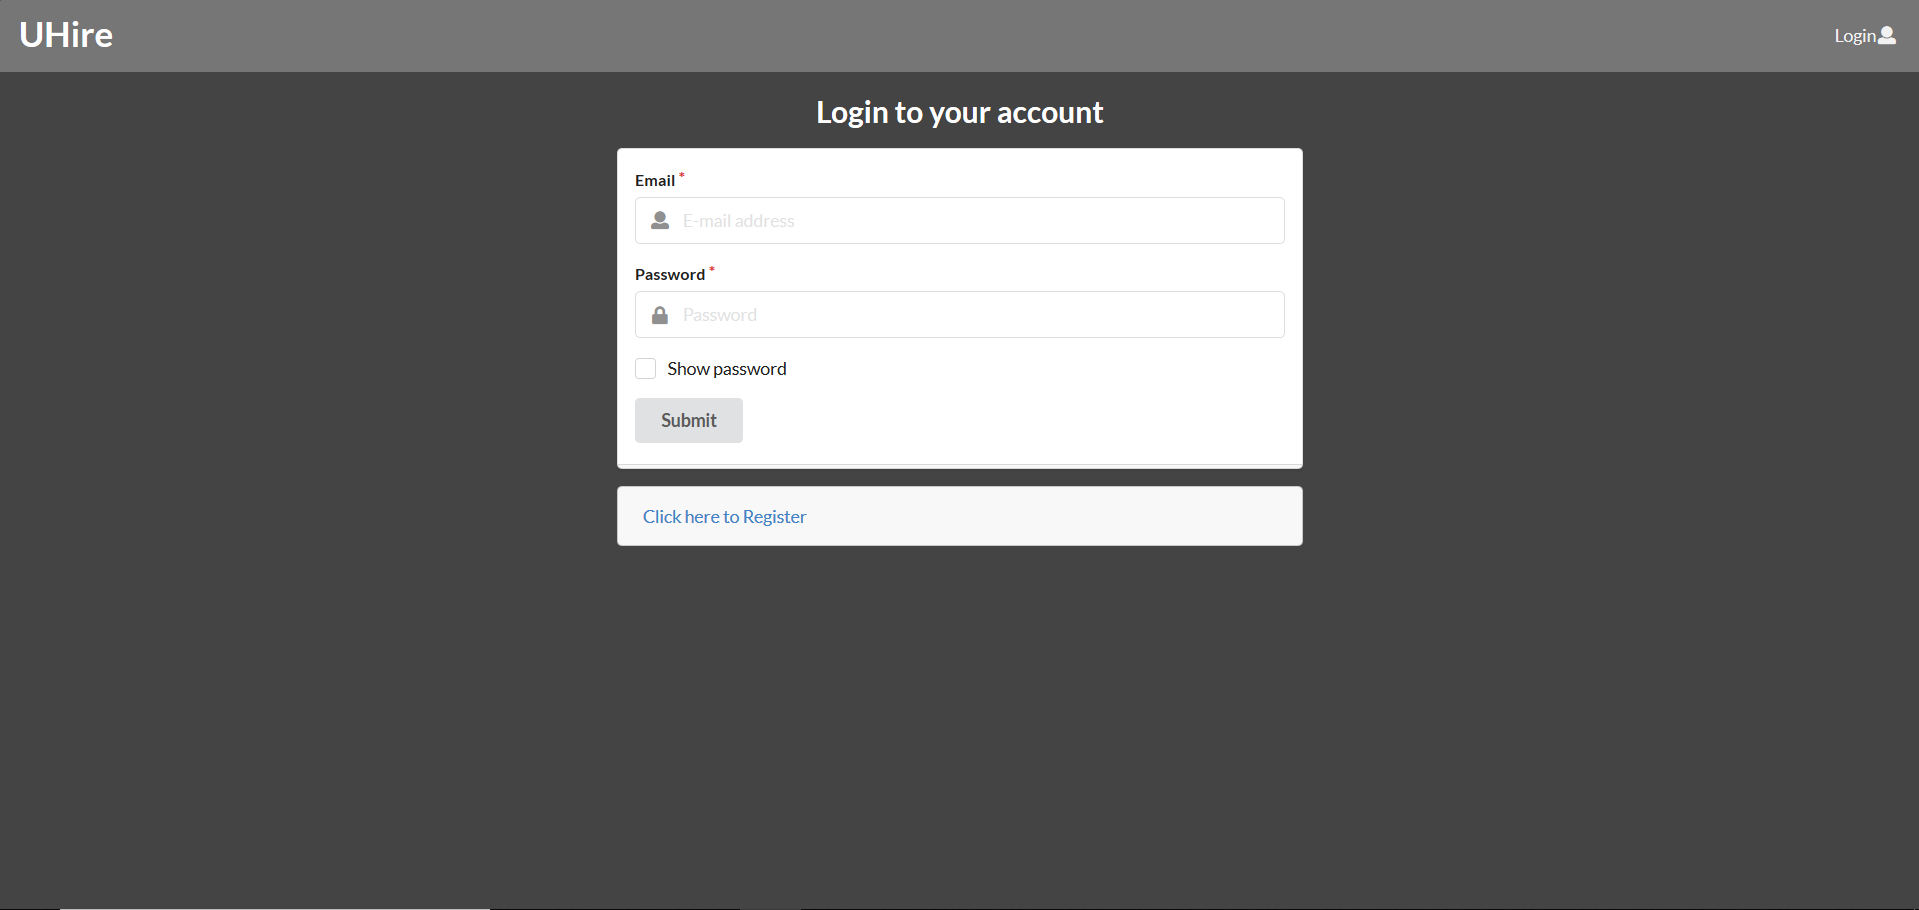 UHire
Login
Login to your account
Email *
E-mail address
Password *
Password
Show password
Submit
Click here to Register